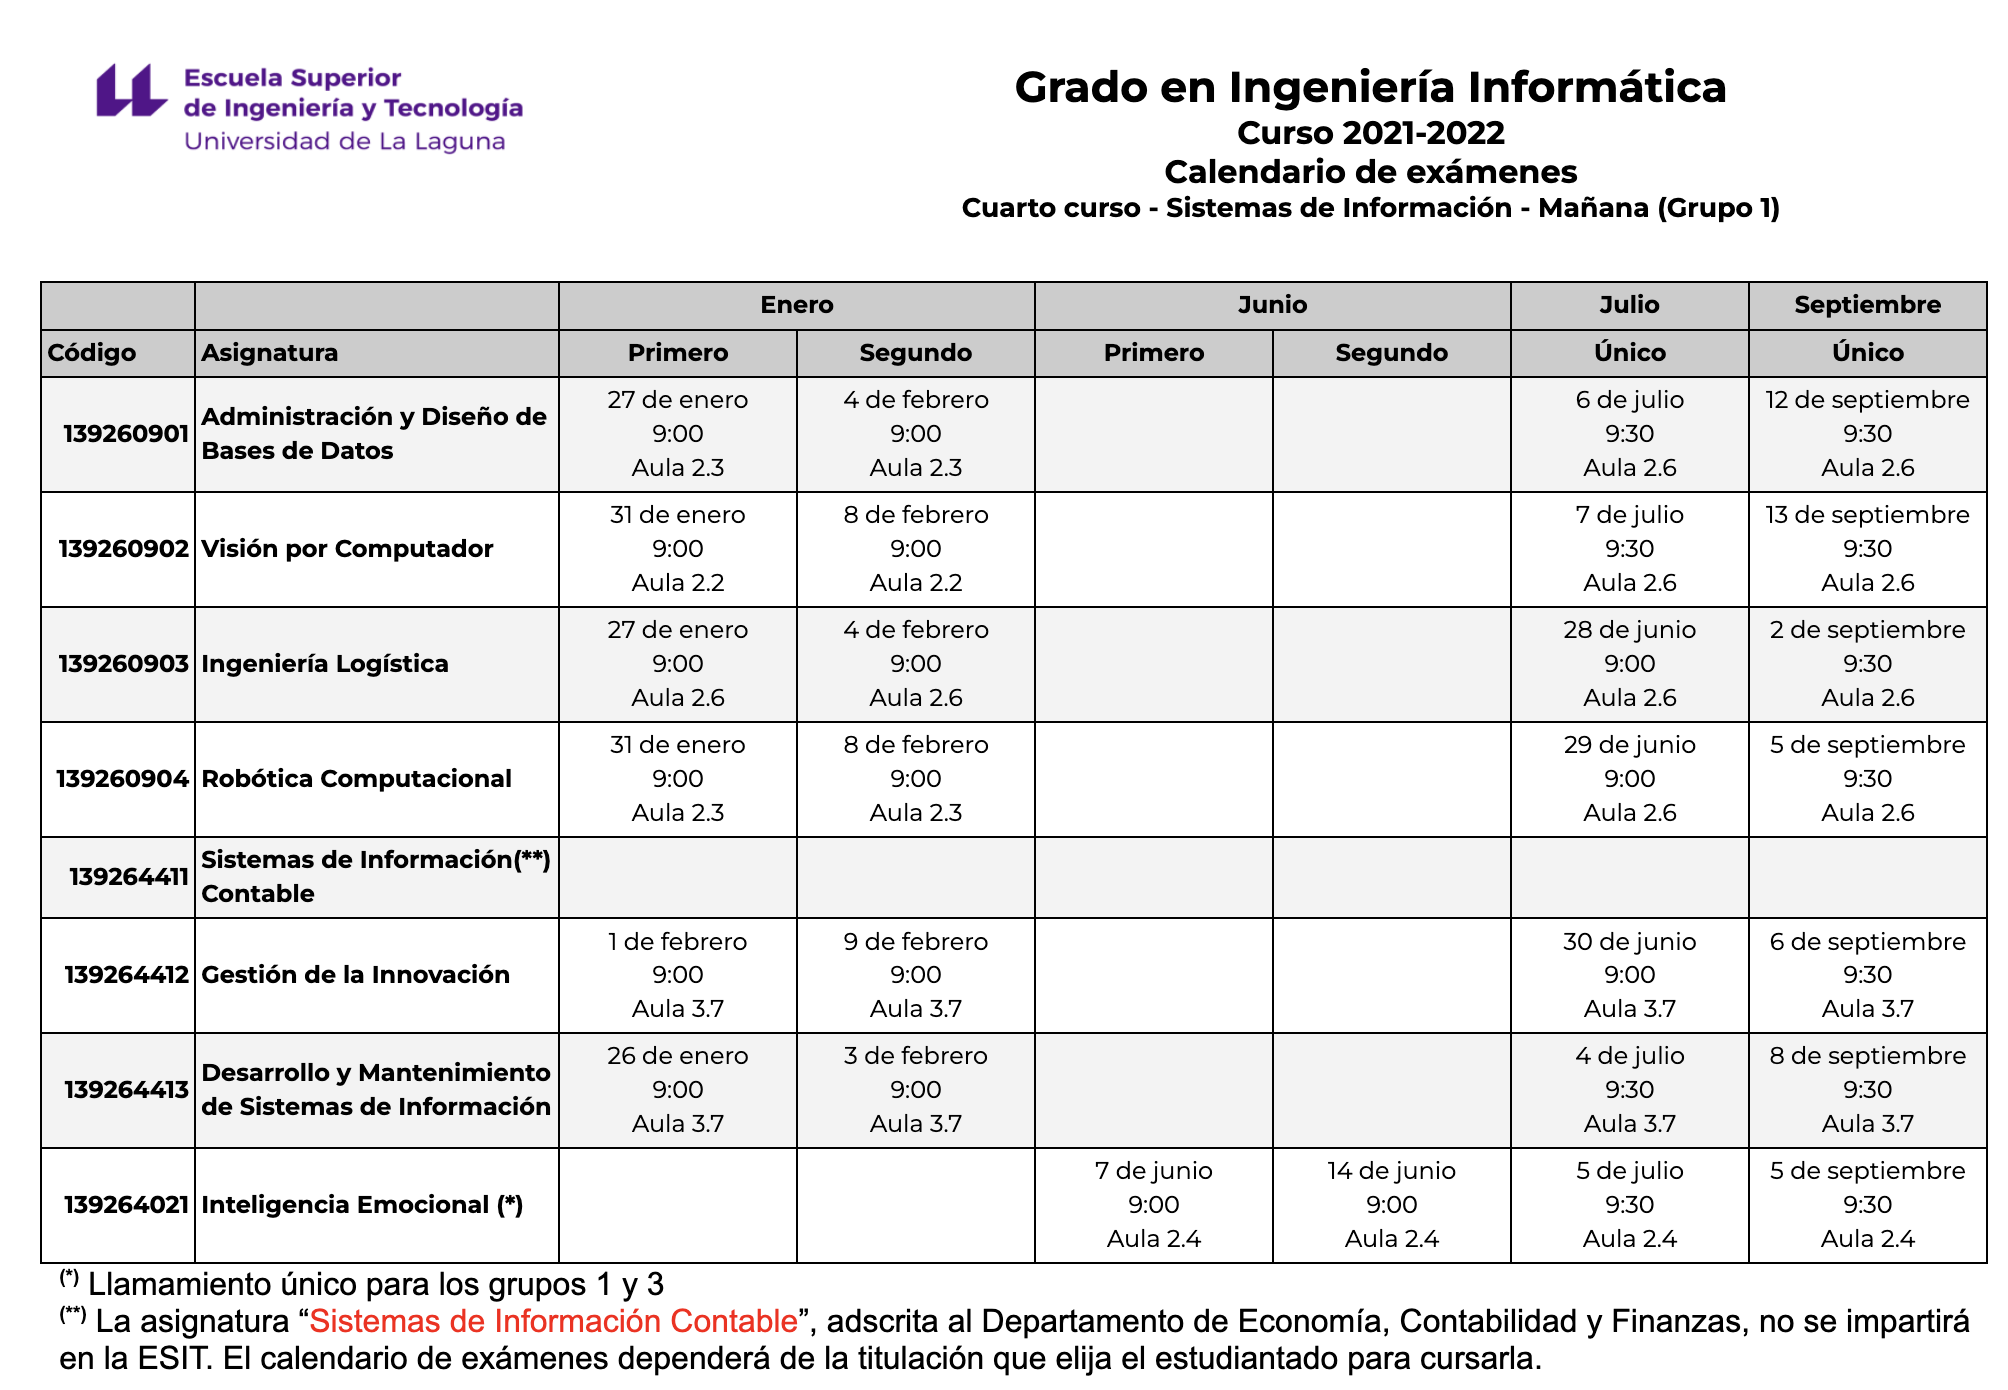 Escuela Superior
de Ingeniería y Tecnología
Universidad de La Laguna
Grado en Ingeniería Informática
Curso 2021-2022
Calendario de exámenes
Cuarto curso - Sistemas de Información - Mañana (Grupo 1)
Enero Junio Julio Septiembre
Código Asignatura Primero Segundo Primero Segundo Único Único
139260901 Administración y Diseño de Bases de Datos 27 de enero 9:00 Aula 2.3 4 de febrero 9:00 Aula 2.3 6 de julio 9:30 Aula 2.6 12 de septiembre 9:30 Aula 2.6
139260902 Visión por Computador 31 de enero 9:00 Aula 2.2 8 de febrero 9:00 Aula 2.2 7 de julio 9:30 Aula 2.6 13 de septiembre 9:30 Aula 2.6
139260903 Ingeniería Logística 27 de enero 9:00 Aula 2.6 4 de febrero 9:00 Aula 2.6 28 de junio 9:00 Aula 2.6 2 de septiembre 9:30 Aula 2.6
139260904 Robótica Computacional 31 de enero 9:00 Aula 2.3 8 de febrero 9:00 Aula 2.3 29 de junio 9:00 Aula 2.6 5 de septiembre 9:30 Aula 2.6
139264411 Sistemas de Información(**) Contable
139264412 Gestión de la Innovación 1 de febrero 9:00 Aula 3.7 9 de febrero 9:00 Aula 3.7 30 de junio 9:00 Aula 3.7 6 de septiembre 9:30 Aula 3.7
139264413 Desarrollo y Mantenimiento de Sistemas de Información 26 de enero 9:00 Aula 3.7 3 de febrero 9:00 Aula 3.7 4 de julio 9:30 Aula 3.7 8 de septiembre 9:30 Aula 3.7
139264021 Inteligencia Emocional (*) 7 de junio 9:00 Aula 2.4 14 de junio 9:00 Aula 2.4 5 de julio 9:30 Aula 2.4 5 de septiembre 9:30 Aula 2.4
(*) Llamamiento único para los grupos 1 y 3
(**) La asignatura “Sistemas de Información Contable”, adscrita al Departamento de Economía, Contabilidad y Finanzas, no se impartirá
en la ESIT. El calendario de exámenes dependerá de la titulación que elija el estudiantado para cursarla.